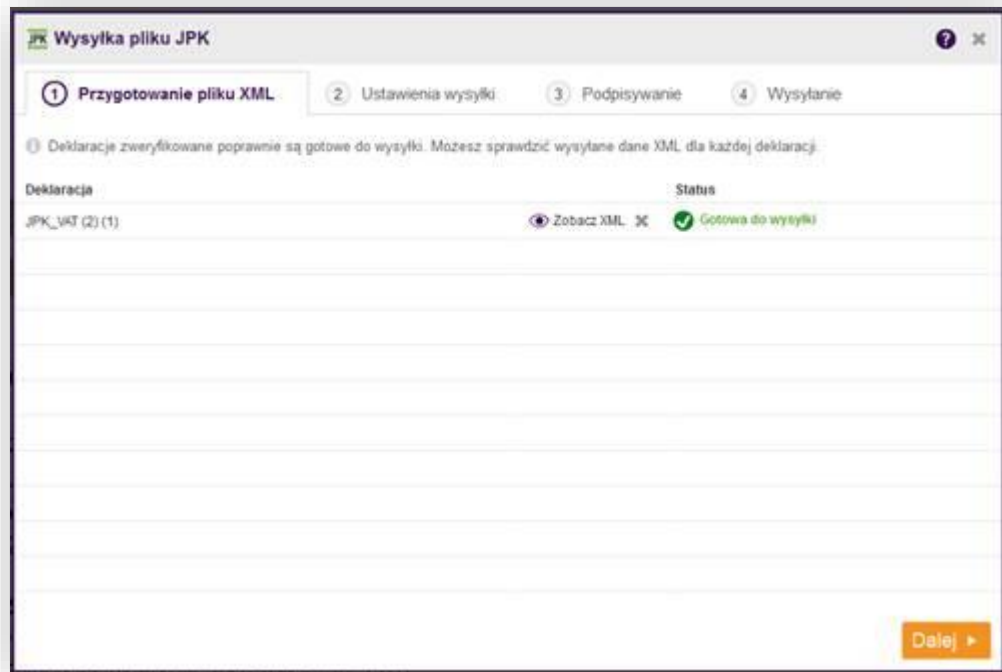 JPK Wysyłka pliku JPK ?
1 Przygotowanie pliku XML 2 Ustawienia wysyłki 3 Podpisywanie 4 Wysyłanie
Deklaracje zweryfikowane poprawnie są gotowe do wysyłki. Możesz sprawdzić wysyłane dane XML dla każdej deklaracji.
Deklaracja Status
JPK_VAT (2) (1) Zobacz XML Gotowa do wysyłki
Dalej